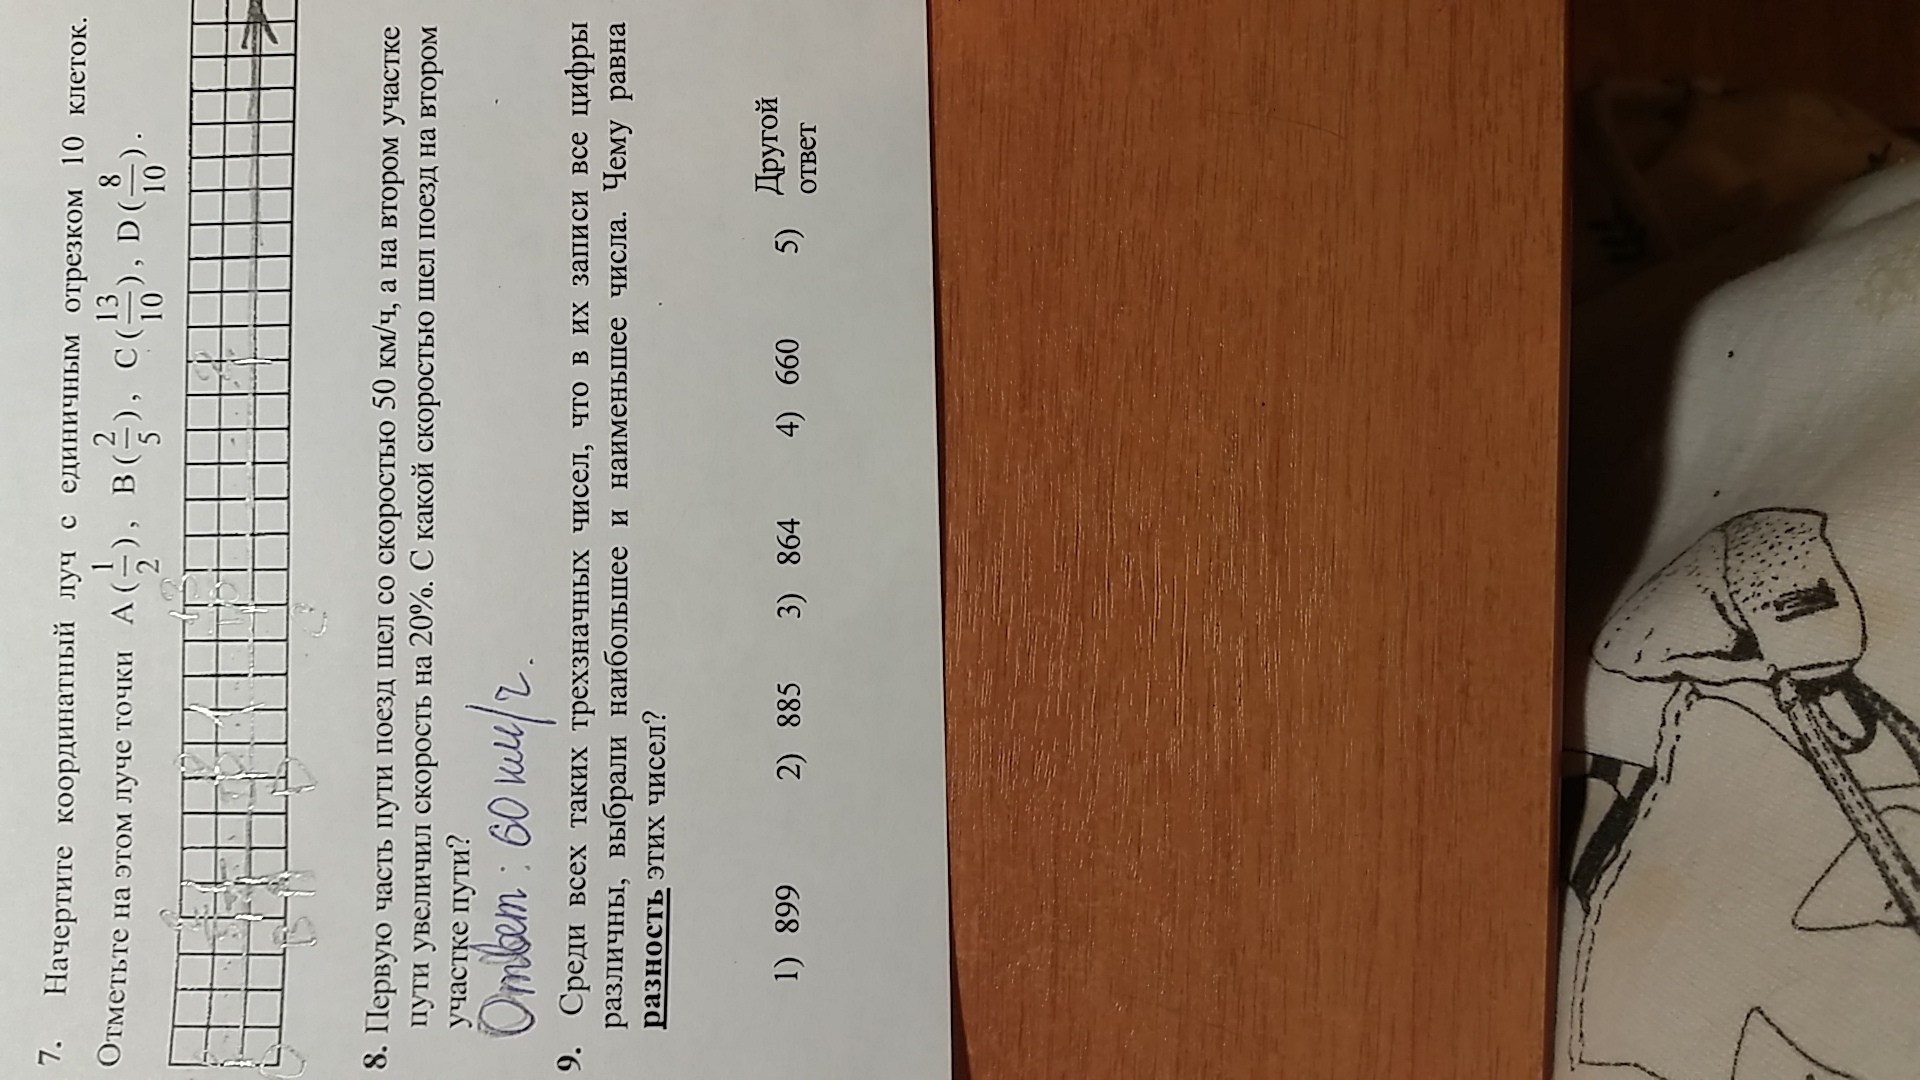 7. Начертите координатный луч с единичным отрезком 10 клеток.
Отметьте на этом луче точки A(1/2), B(2/5), C(13/10), D(8/10).
8. Первую часть пути поезд шел со скоростью 50 км/ч, а на втором участке
пути увеличил скорость на 20%. С какой скоростью шел поезд на втором
участке пути?
Ответ: 60 км/ч.
9. Среди всех таких трехзначных чисел, что в их записи все цифры
различны, выбрали наибольшее и наименьшее числа. Чему равна
разность этих чисел?
1) 899 2) 885 3) 864 4) 660 5) Другой
ответ